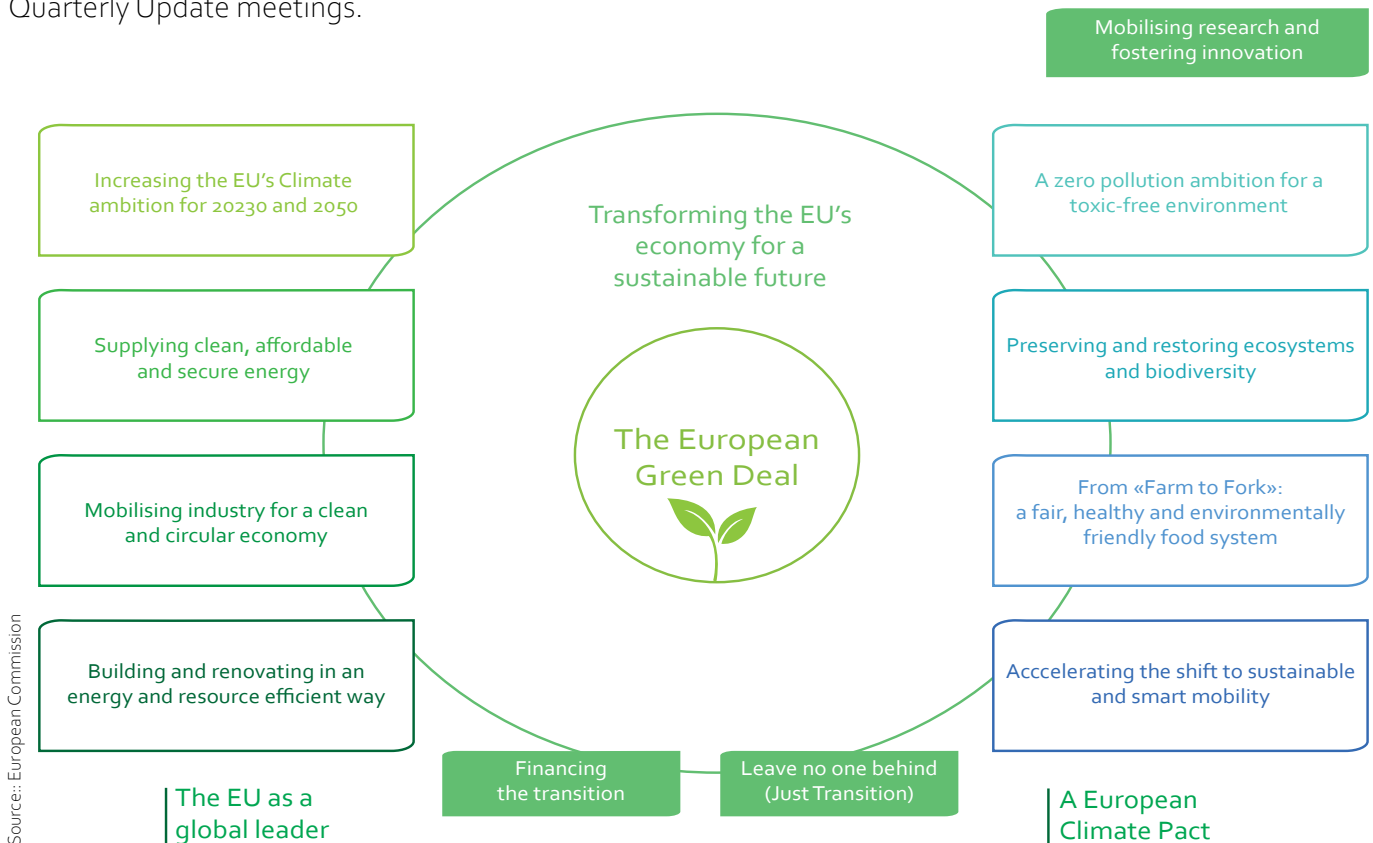 Quarterly Update meetings.
Mobilising research and
fostering innovation
Increasing the EU's Climate
ambition for 20230 and 2050
Supplying clean, affordable
and secure energy
Mobilising industry for a clean
and circular economy
Building and renovating in an
energy and resource efficient way
Transforming the EU's
economy for a
sustainable future
The European
Green Deal
A zero pollution ambition for a
toxic-free environment
Preserving and restoring ecosystems
and biodiversity
From «Farm to Fork»:
a fair, healthy and environmentally
friendly food system
Acccelerating the shift to sustainable
and smart mobility
Financing
the transition
Leave no one behind
(Just Transition)
The EU as a
global leader
A European
Climate Pact
Source:: European Commission